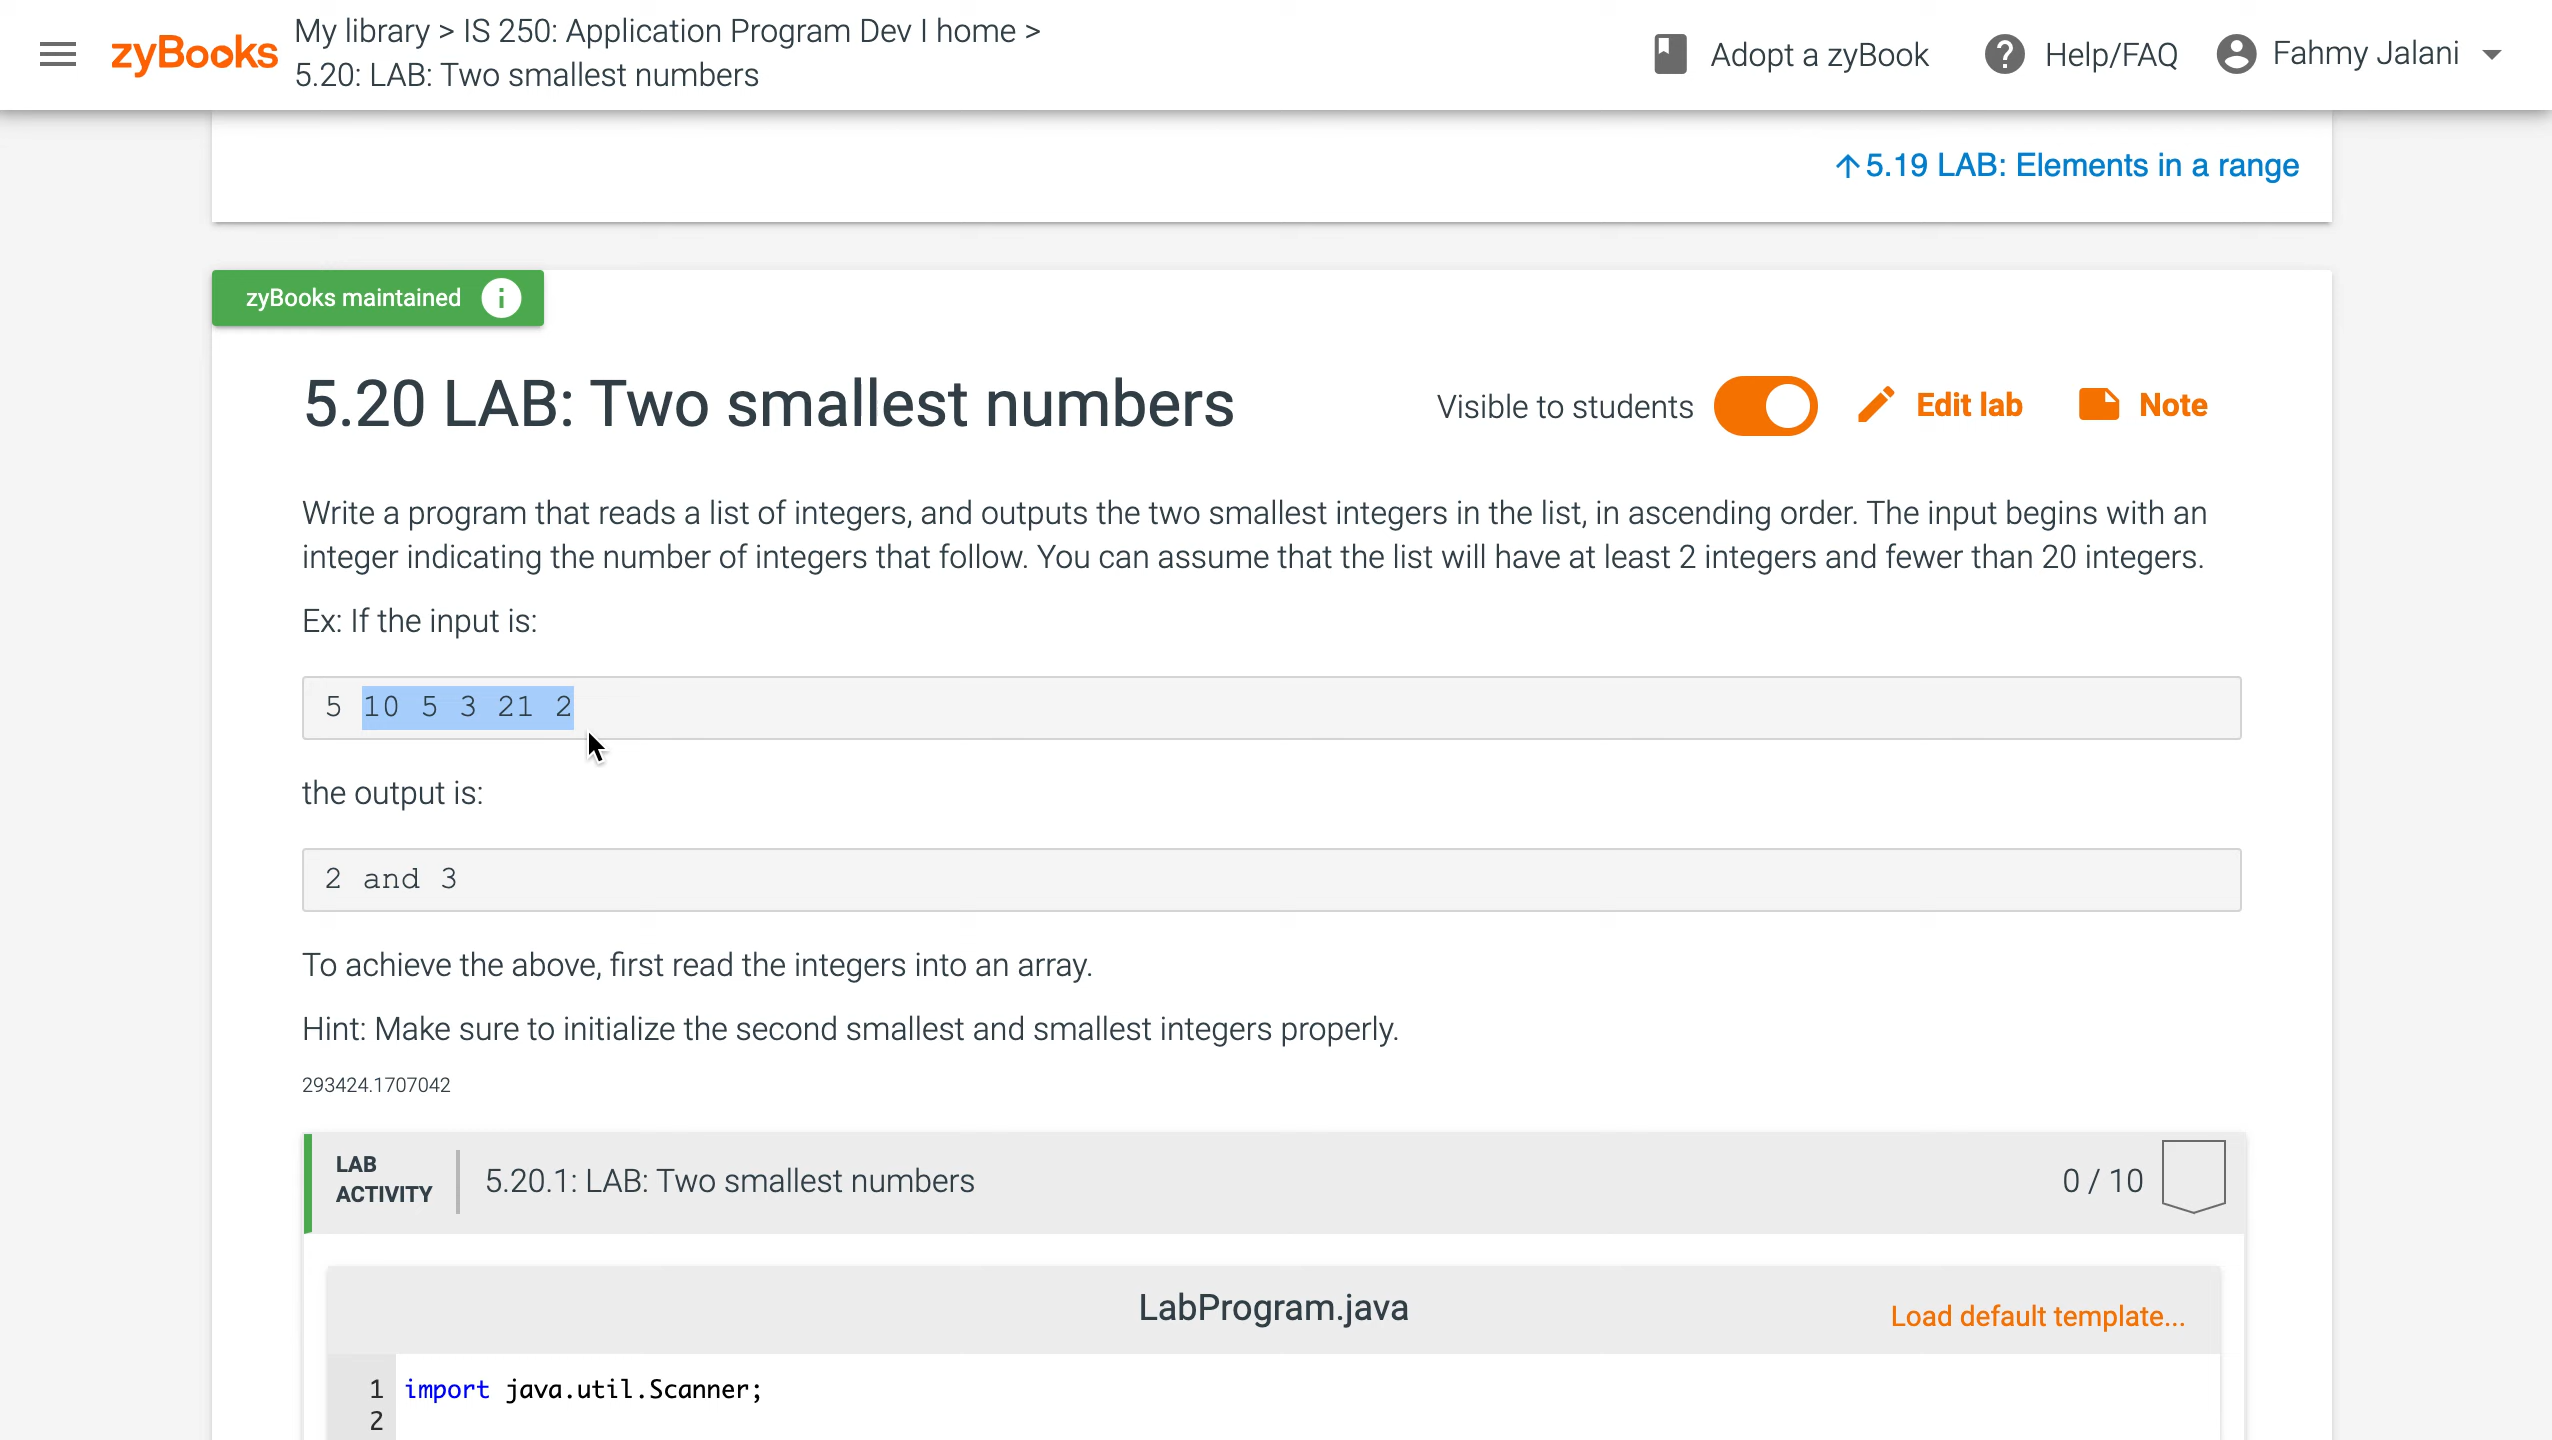 zyBooks
My library > IS 250: Application Program Dev I home >
5.20: LAB: Two smallest numbers
Adopt a zyBook
Help/FAQ
Fahmy Jalani
↑5.19 LAB: Elements in a range
zyBooks maintained
5.20 LAB: Two smallest numbers
Visible to students
Edit lab
Note
Write a program that reads a list of integers, and outputs the two smallest integers in the list, in ascending order. The input begins with an
integer indicating the number of integers that follow. You can assume that the list will have at least 2 integers and fewer than 20 integers.
Ex: If the input is:
5 10 5 3 21 2
the output is:
2 and 3
To achieve the above, first read the integers into an array.
Hint: Make sure to initialize the second smallest and smallest integers properly.
293424.1707042
LAB
ACTIVITY
5.20.1: LAB: Two smallest numbers
0 / 10
LabProgram.java
Load default template...
1 import java.util.Scanner;
2